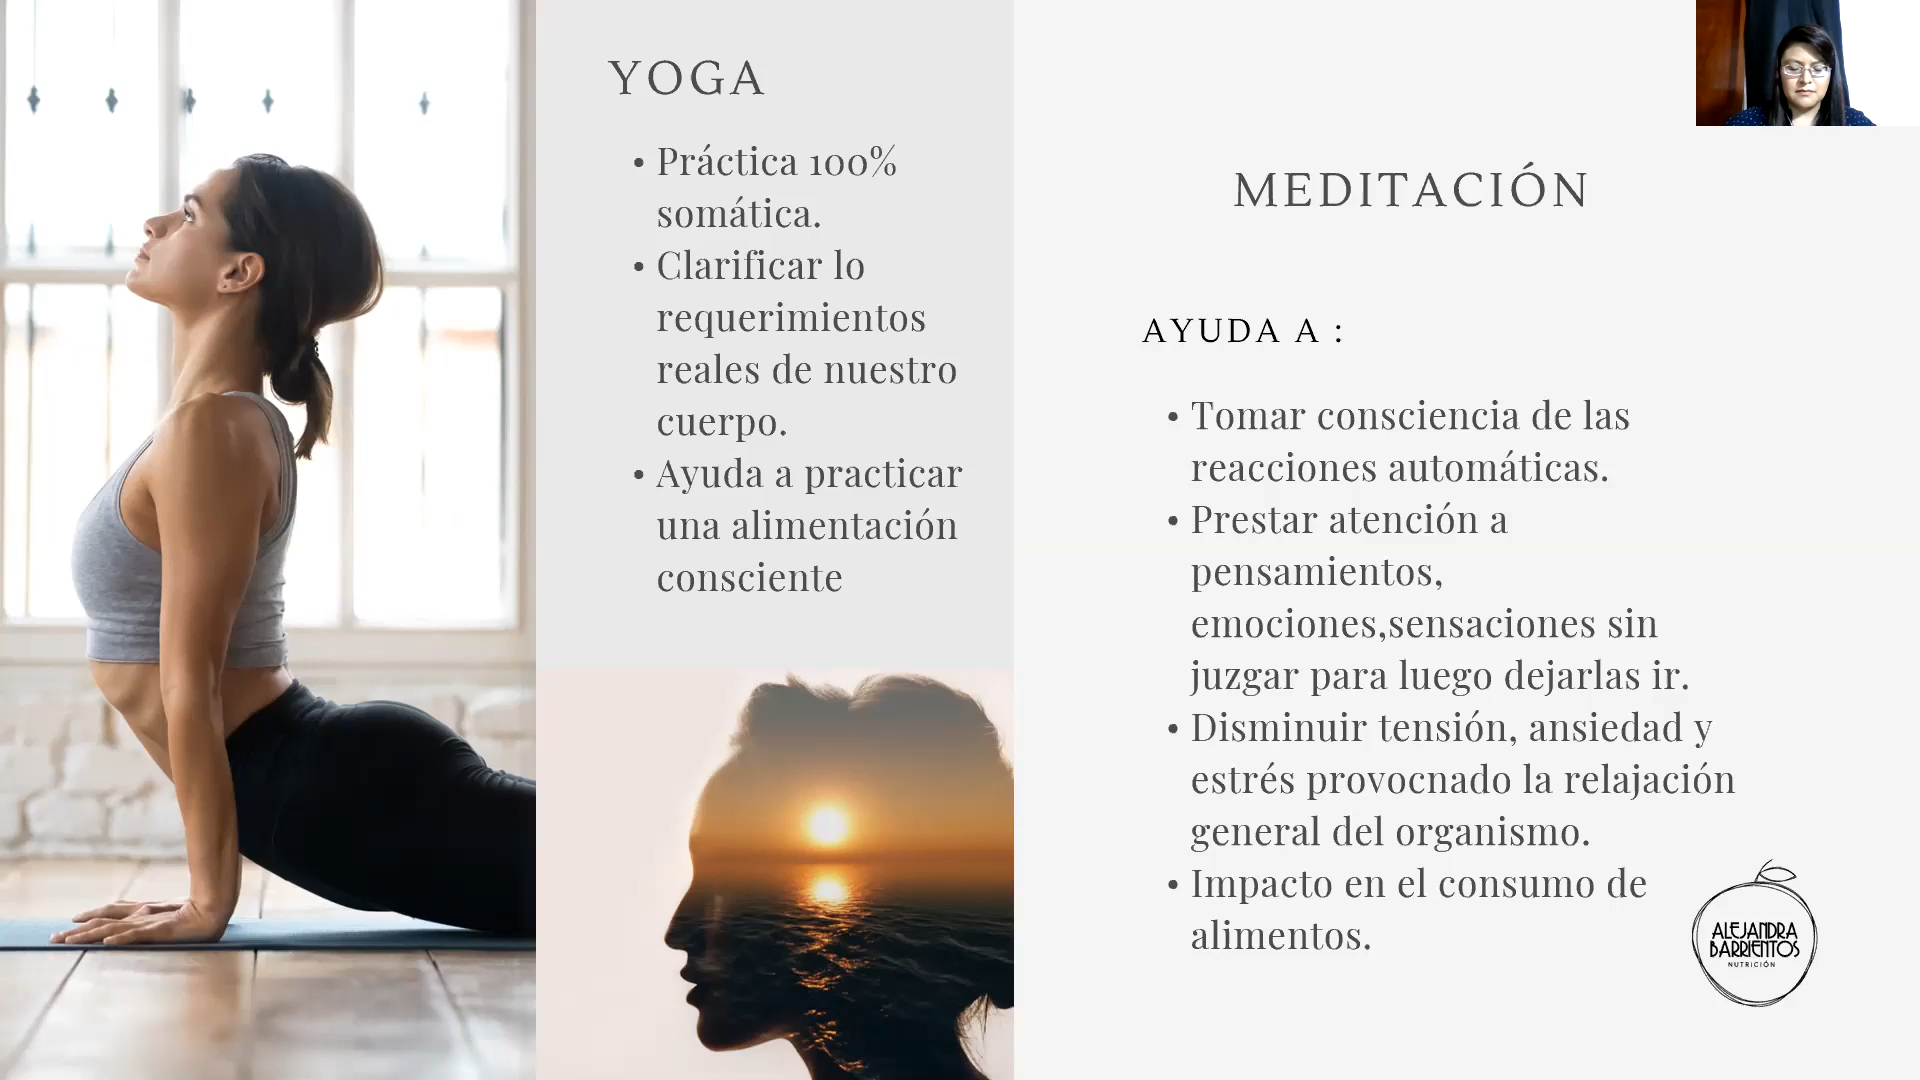 YOGA
• Práctica 100%
somática.
• Clarificar lo
requerimientos
reales de nuestro
cuerpo.
• Ayuda a practicar
una alimentación
consciente
MEDITACIÓN
AYUDA A :
• Tomar consciencia de las
reacciones automáticas.
• Prestar atención a
pensamientos,
emociones,sensaciones sin
juzgar para luego dejarlas ir.
• Disminuir tensión, ansiedad y
estrés provocnado la relajación
general del organismo.
• Impacto en el consumo de
alimentos.
ALEJANDRA
BARRIENTOS
NUTRICIÓN